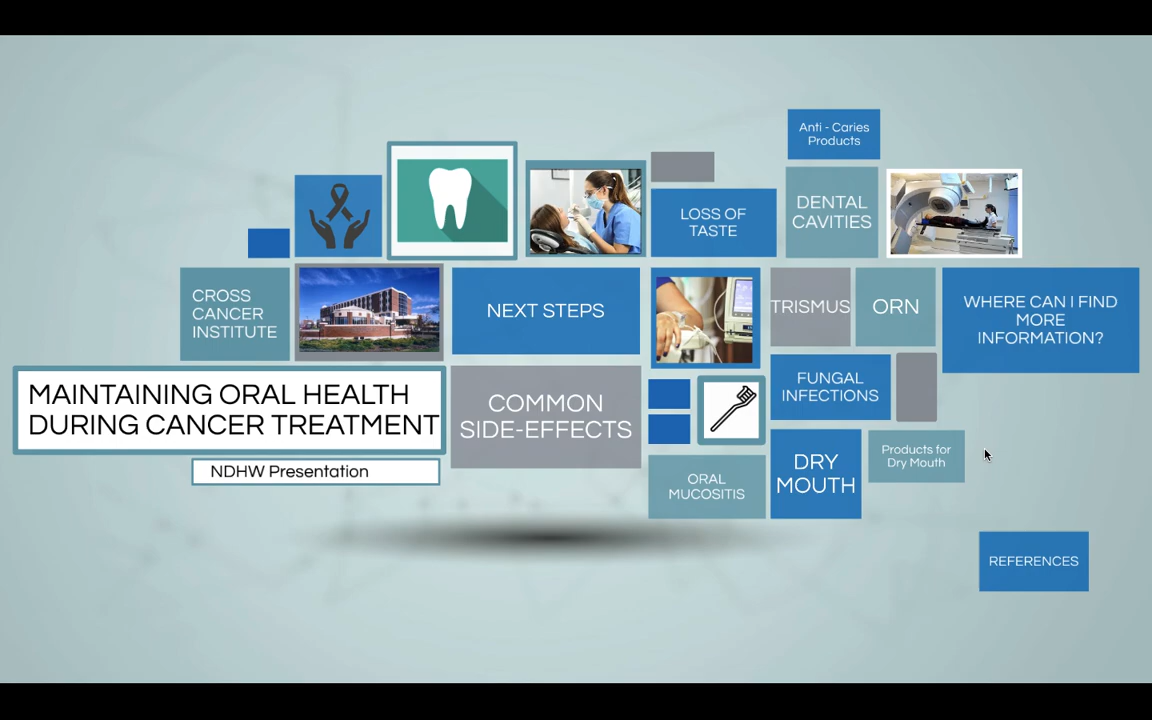 Anti - Caries
Products
LOSS OF
TASTE
DENTAL
CAVITIES
CROSS
CANCER
INSTITUTE
NEXT STEPS
TRISMUS
ORN
WHERE CAN I FIND
MORE
INFORMATION?
MAINTAINING ORAL HEALTH
DURING CANCER TREATMENT
COMMON
SIDE-EFFECTS
FUNGAL
INFECTIONS
NDHW Presentation
ORAL
MUCOSITIS
DRY
MOUTH
Products for
Dry Mouth
REFERENCES